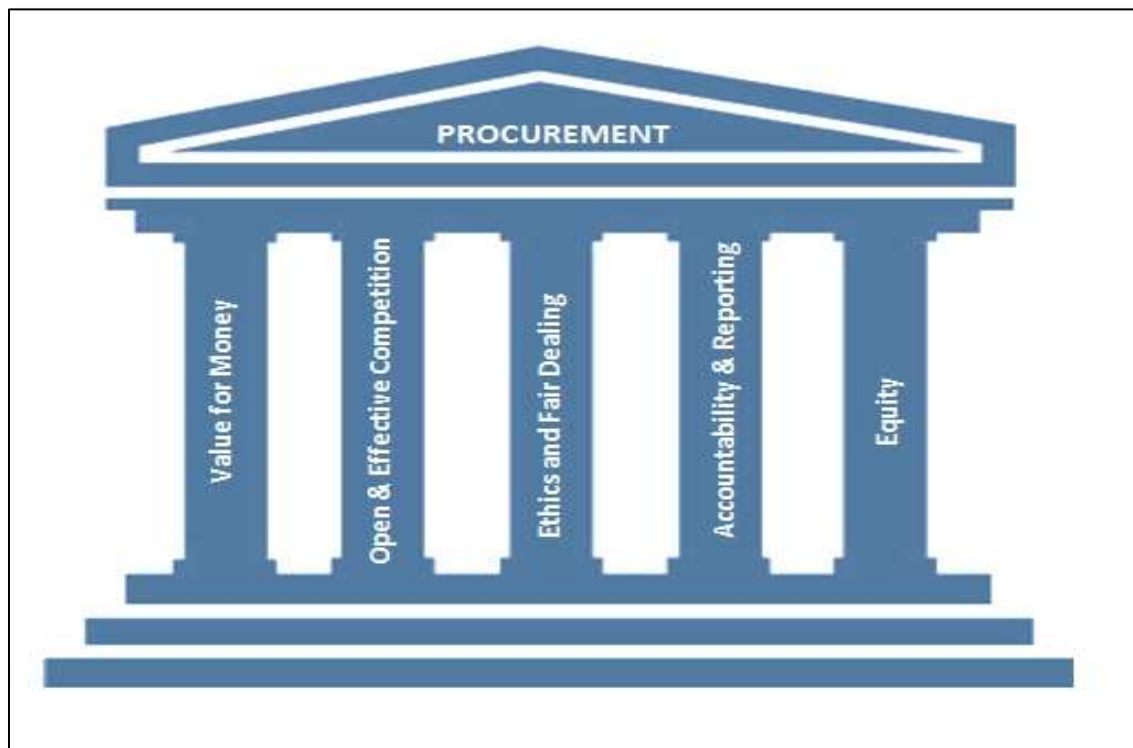 PROCUREMENT
Value for Money
Open & Effective Competition
Ethics and Fair Dealing
Accountability & Reporting
Equity